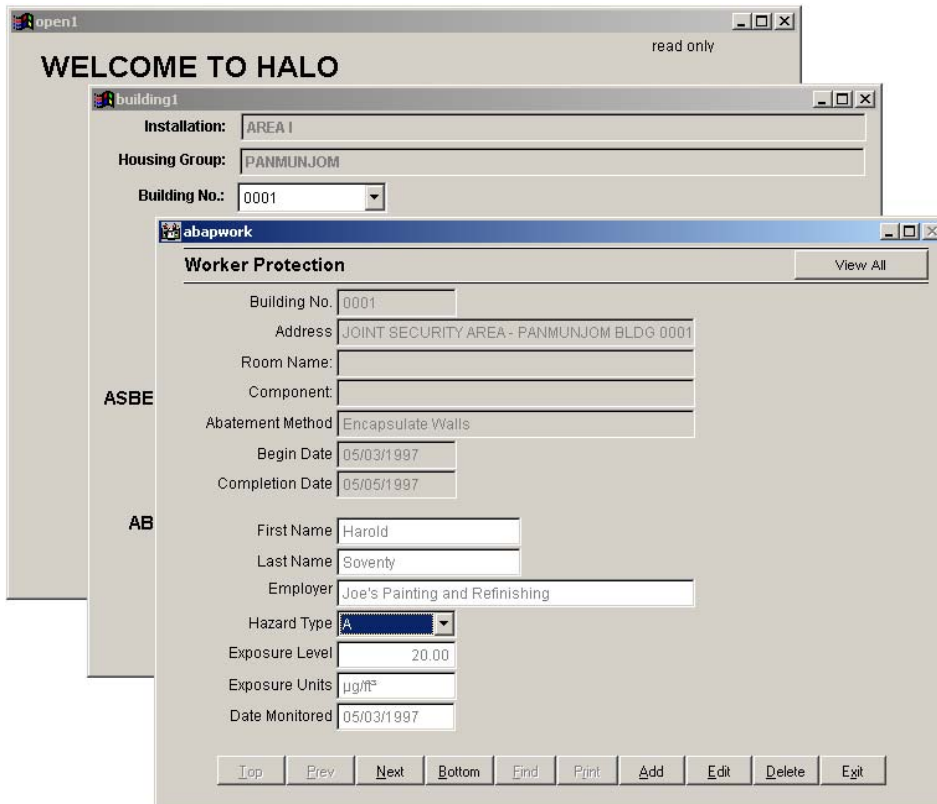 open1
read only
WELCOME TO HALO
building1
Installation: AREA I
Housing Group: PANMUNJOM
Building No.: 0001
ASBE
AB
abapwork
Worker Protection
View All
Building No. 0001
Address JOINT SECURITY AREA - PANMUNJOM BLDG 0001
Room Name:
Component:
Abatement Method Encapsulate Walls
Begin Date 05/03/1997
Completion Date 05/05/1997
First Name Harold
Last Name Soventy
Employer Joe's Painting and Refinishing
Hazard Type A
Exposure Level 20.00
Exposure Units µg/ft³
Date Monitored 05/03/1997
Top Prev Next Bottom Find Print Add Edit Delete Exit